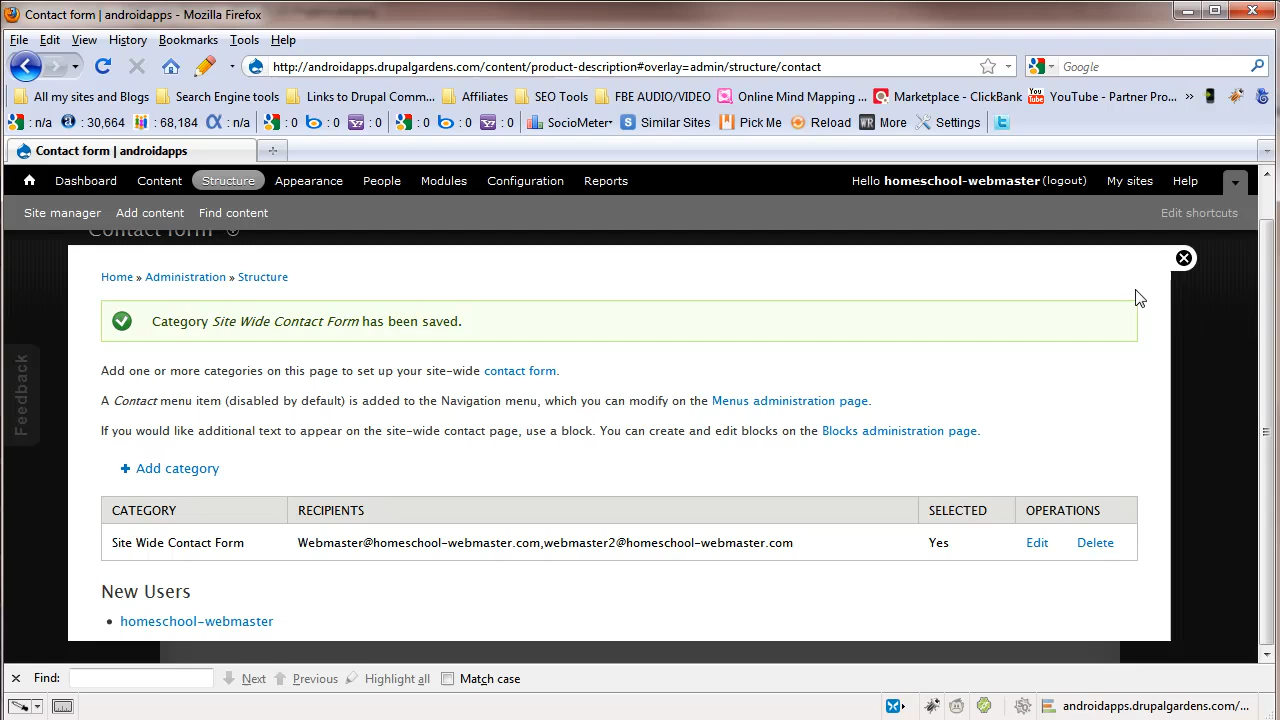 Contact form | androidapps - Mozilla Firefox
File Edit View History Bookmarks Tools Help
http://androidapps.drupalgardens.com/content/product-description#overlay=admin/structure/contact
Google
All my sites and Blogs Search Engine tools Links to Drupal Comm... Affiliates SEO Tools FBE AUDIO/VIDEO Online Mind Mapping ... Marketplace - ClickBank YouTube - Partner Pro... »
: n/a : 30,664 : 68,184 : n/a : 0 : 0 : 0 : 0 : 0 : 0 SocioMeter Similar Sites Pick Me Reload WR More Settings
Contact form | androidapps
Dashboard Content Structure Appearance People Modules Configuration Reports Hello homeschool-webmaster (logout) My sites Help
Site manager Add content Find content Edit shortcuts
Contact form
Feedback
Home » Administration » Structure
Category Site Wide Contact Form has been saved.
Add one or more categories on this page to set up your site-wide contact form.
A Contact menu item (disabled by default) is added to the Navigation menu, which you can modify on the Menus administration page.
If you would like additional text to appear on the site-wide contact page, use a block. You can create and edit blocks on the Blocks administration page.
+ Add category
CATEGORY RECIPIENTS SELECTED OPERATIONS
Site Wide Contact Form Webmaster@homeschool-webmaster.com,webmaster2@homeschool-webmaster.com Yes Edit Delete
New Users
• homeschool-webmaster
Find: Next Previous Highlight all Match case
androidapps.drupalgardens.com/...